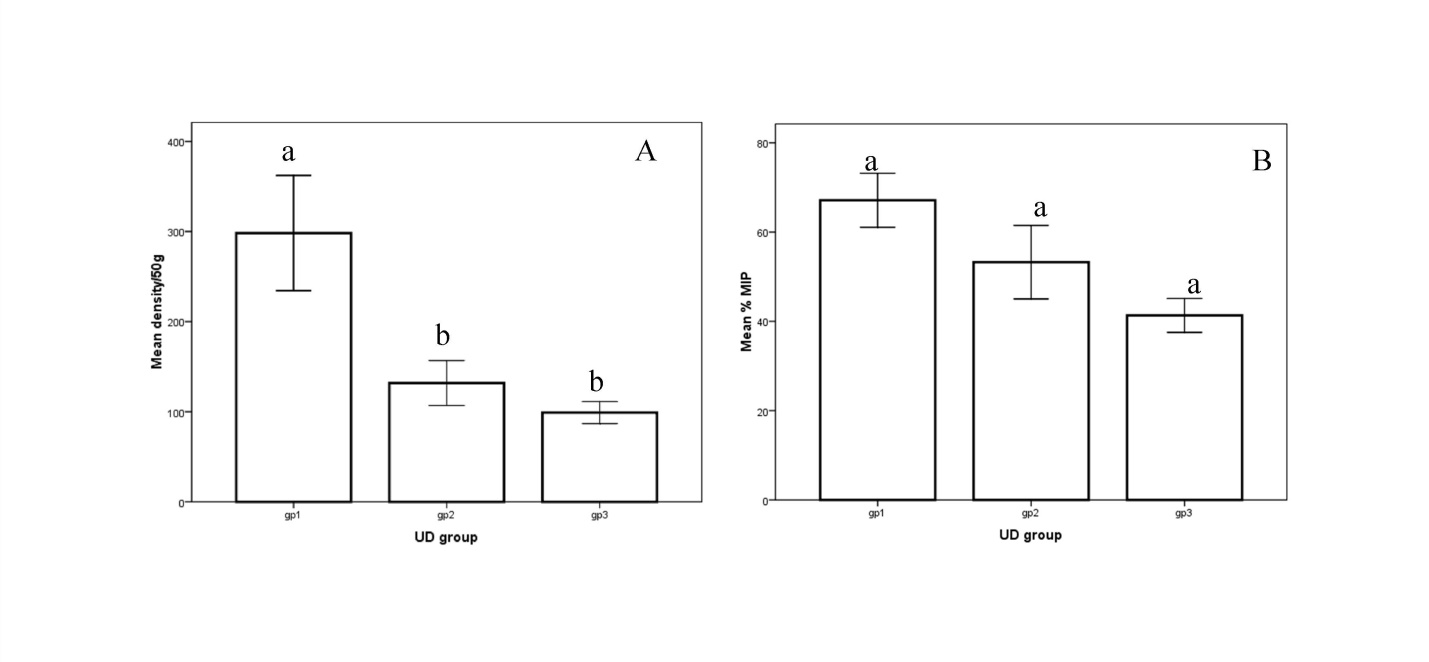 A
a
b
b
400
300
200
100
0
Mean density/50g
gp1 gp2 gp3
UD group
B
a
a
a
80
60
40
20
0
Mean % MIP
gp1 gp2 gp3
UD group